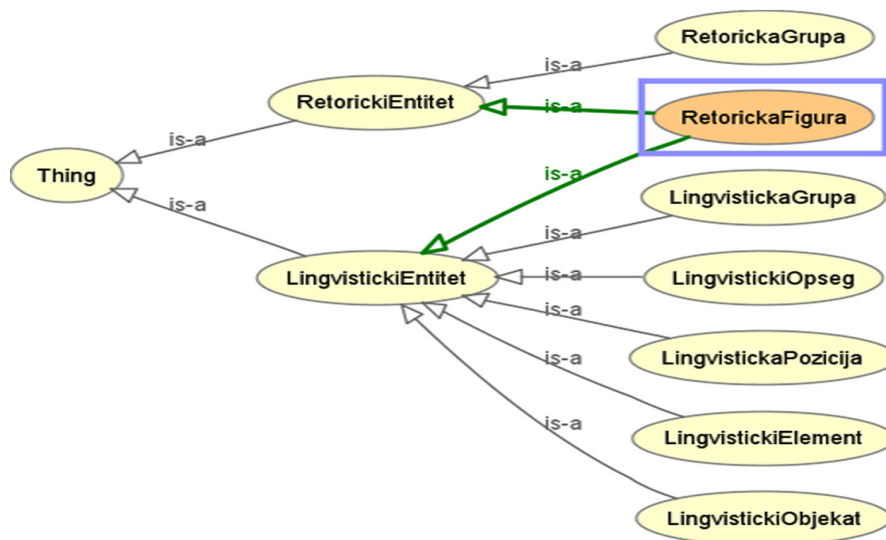 RetorickaGrupa
is-a
RetorickiEntitet
is-a
RetorickaFigura
is-a
Thing
is-a
is-a
LingvistickaGrupa
is-a
is-a
LingvistickiEntitet
is-a
LingvistickiOpseg
is-a
LingvistickaPozicija
is-a
LingvistickiElement
is-a
LingvistickiObjekat